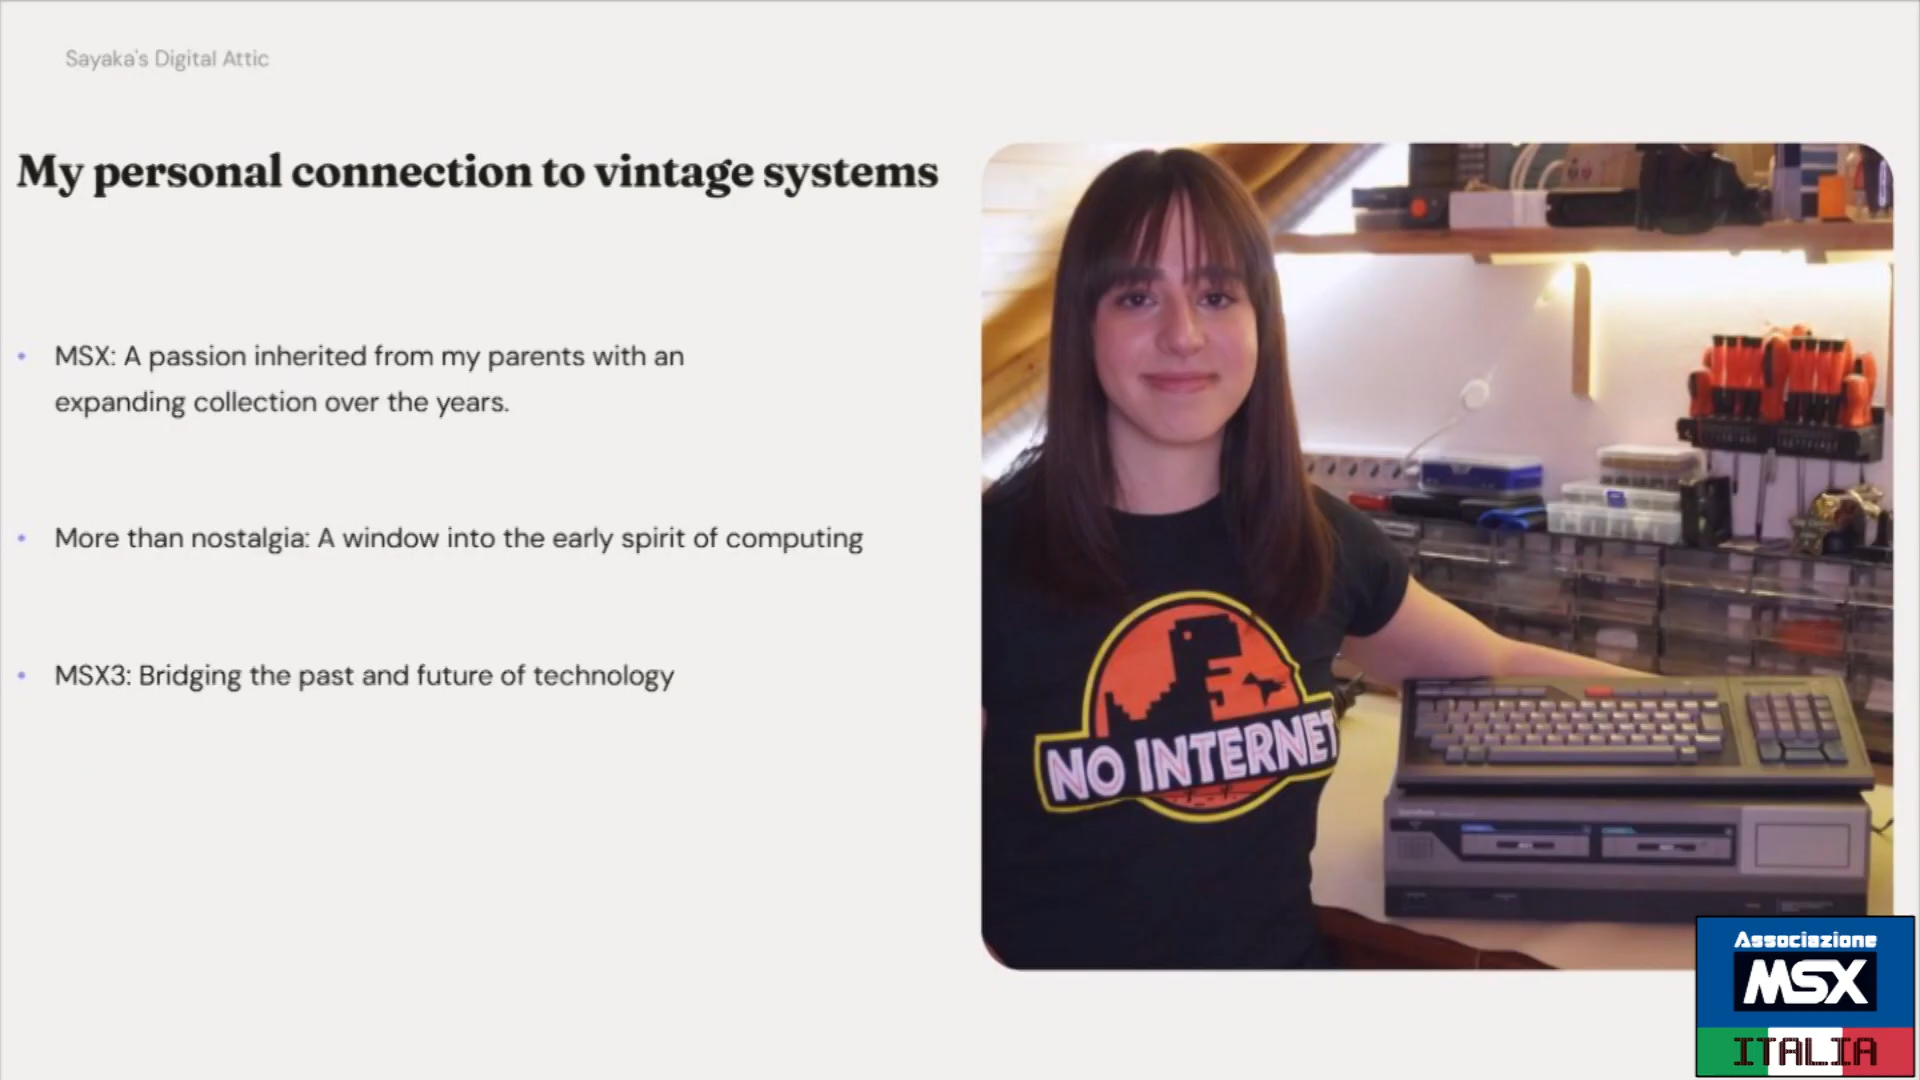 Sayaka's Digital Attic
My personal connection to vintage systems
• MSX: A passion inherited from my parents with an
expanding collection over the years.
• More than nostalgia: A window into the early spirit of computing
• MSX3: Bridging the past and future of technology
NO INTERNET
Associazione
MSX
ITALIA